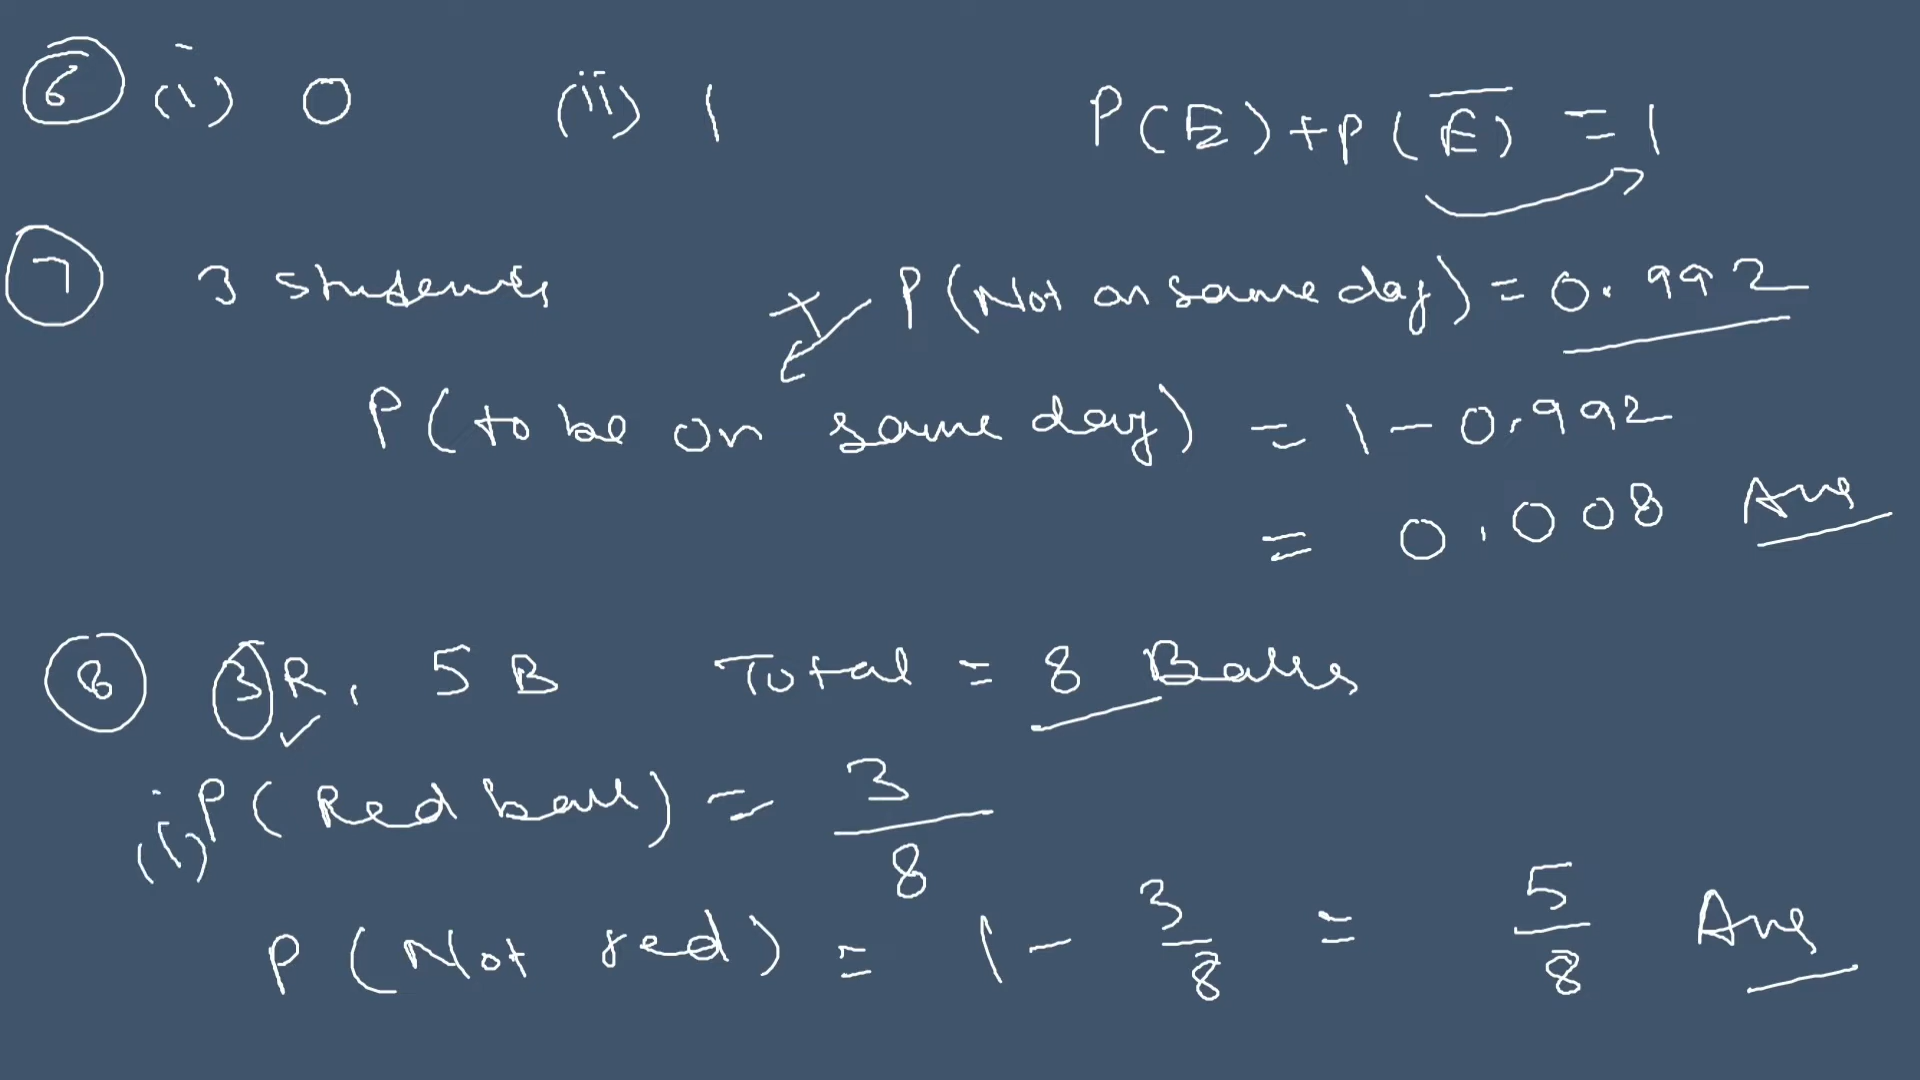 6 (i) 0 (ii) 1 P(E)+P(E̅) = 1
7 3 students P(Not on same day) = 0.992
P(to be on same day) = 1 - 0.992
= 0.008 Ans
8 3R, 5B Total = 8 Balls
(i) P(Red ball) = 3/8
P(Not red) = 1 - 3/8 = 5/8 Ans